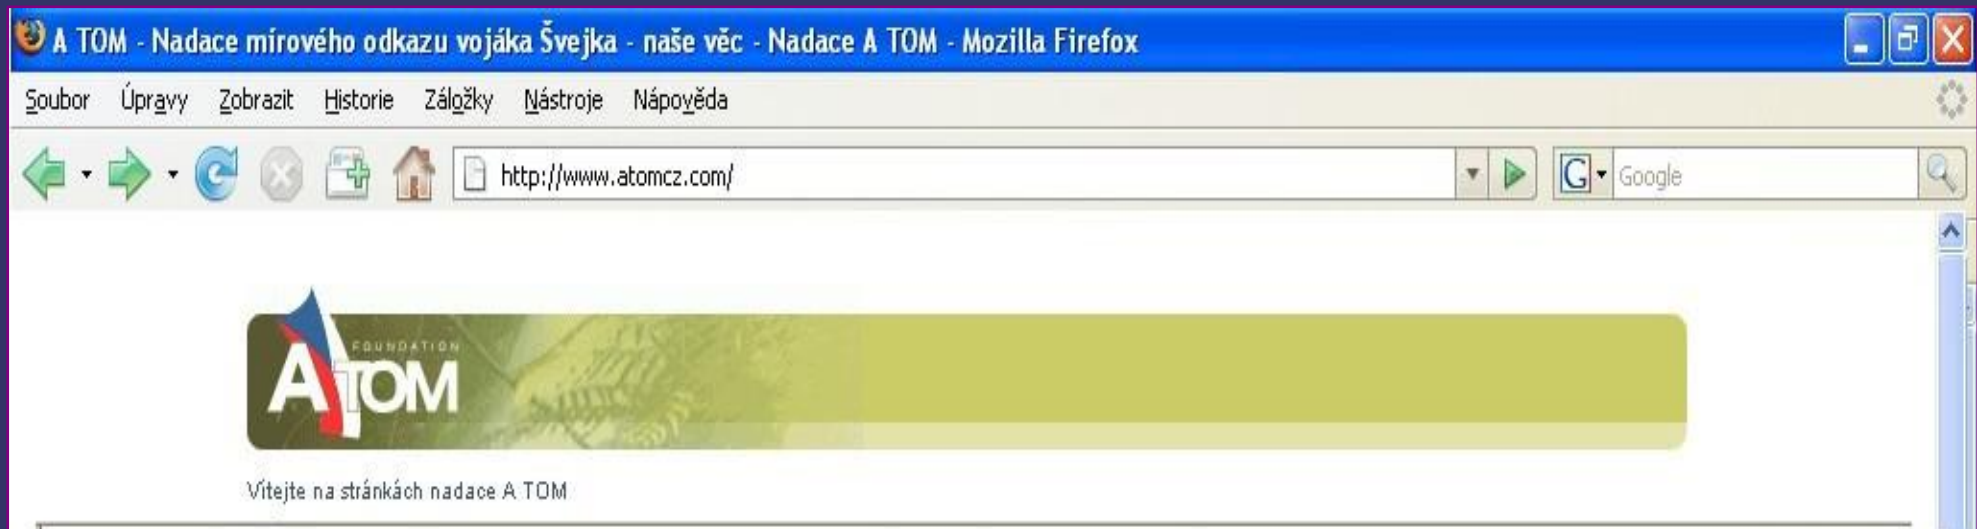 A TOM - Nadace mírového odkazu vojáka Švejka - naše věc - Nadace A TOM - Mozilla Firefox
Soubor Úpravy Zobrazit Historie Záložky Nástroje Nápověda
http://www.atomcz.com/ G Google
FOUNDATION
A TOM
Vítejte na stránkách nadace A TOM